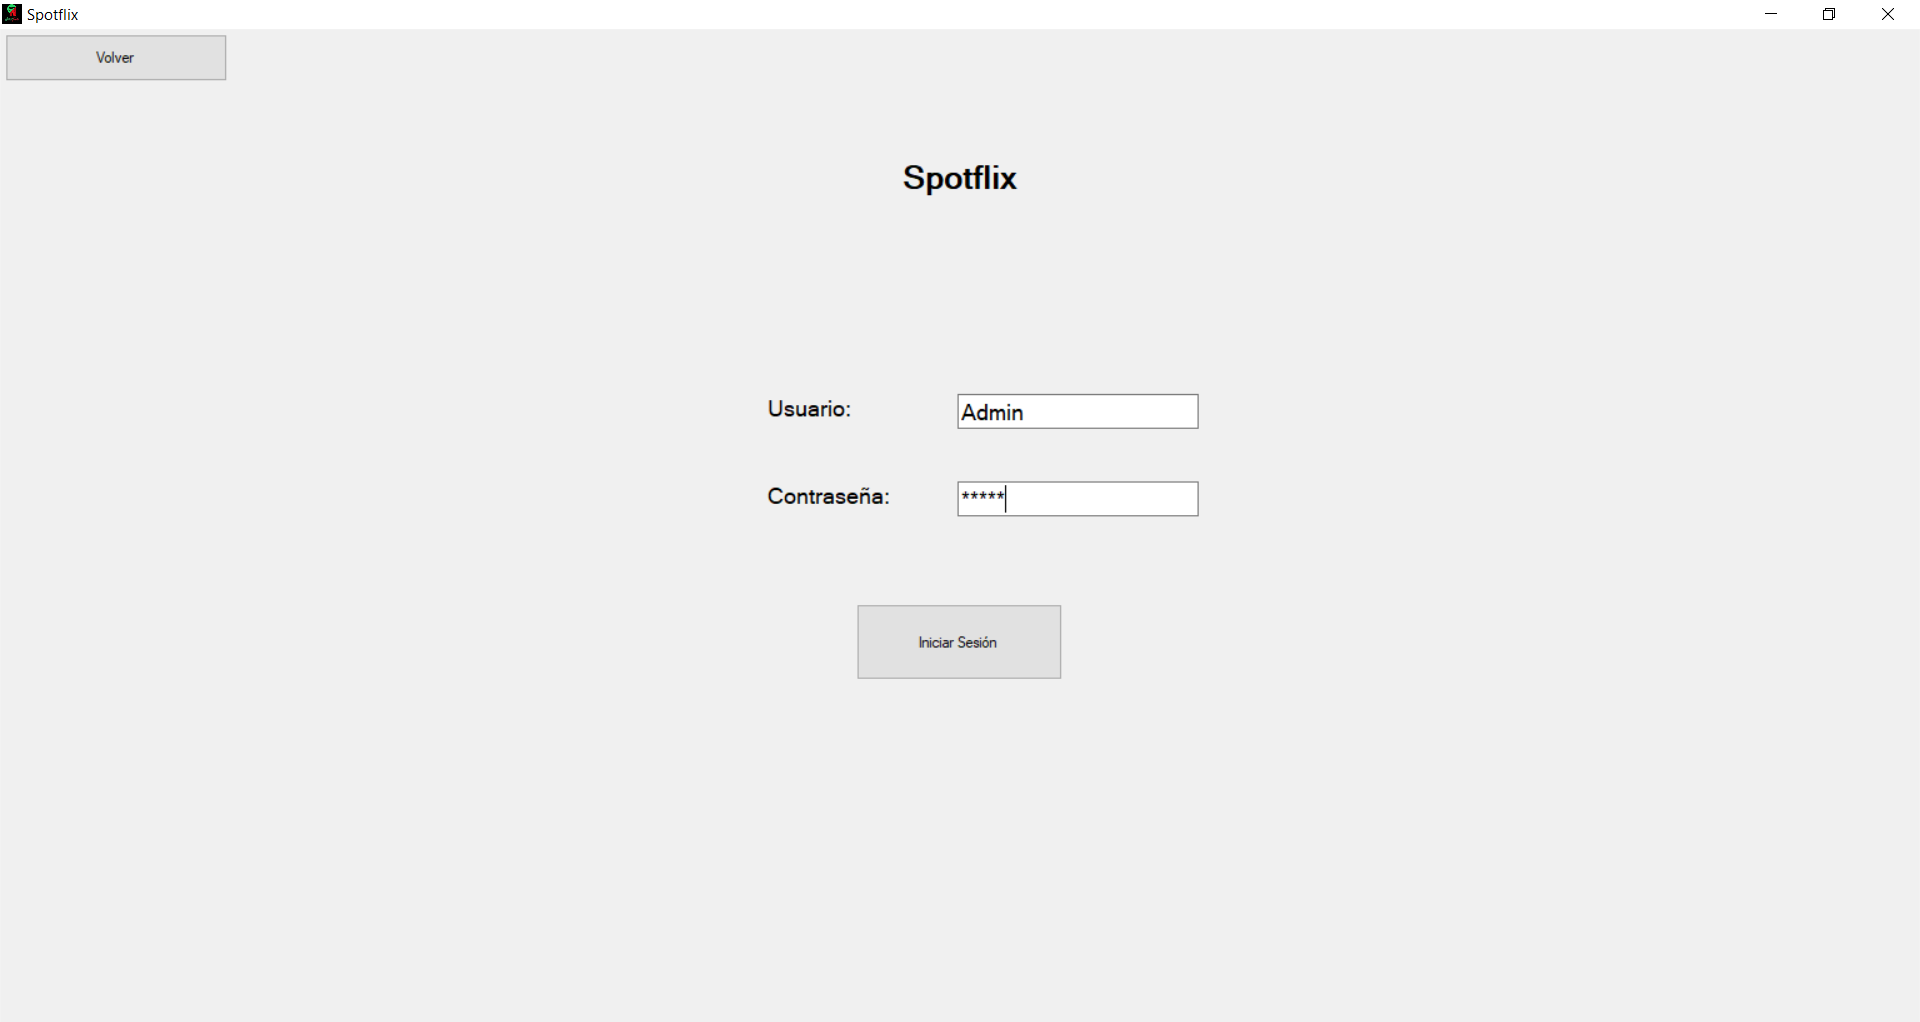 Spotflix
Volver
Spotflix
Usuario: Admin
Contraseña: *****
Iniciar Sesión